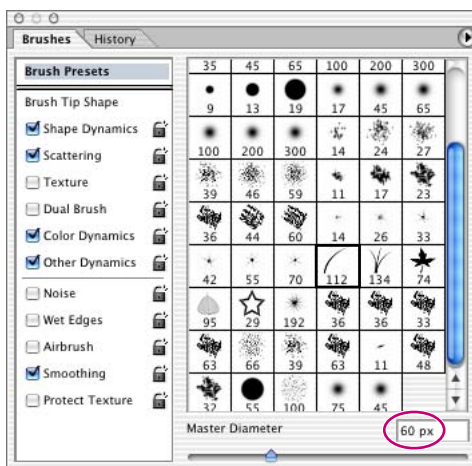 Brushes History
Brush Presets
Brush Tip Shape
Shape Dynamics
Scattering
Texture
Dual Brush
Color Dynamics
Other Dynamics
Noise
Wet Edges
Airbrush
Smoothing
Protect Texture
35 45 65 100 200 300
9 13 19 17 45 65
100 200 300 14 24 27
39 46 59 11 17 23
36 44 60 14 26 33
42 55 70 112 134 74
95 29 192 36 36 33
63 66 39 63 11 48
32 55 100 75 45
Master Diameter 60 px